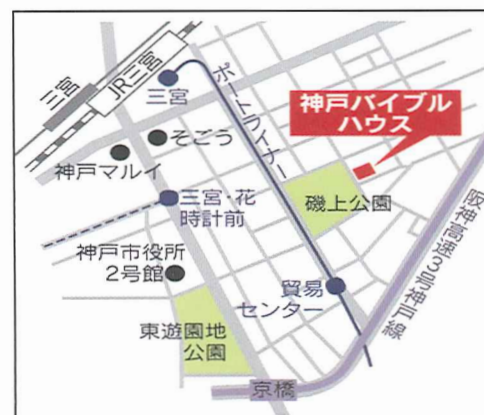 三宮
JR三宮
三宮
ポートライナー
神戸バイブル
ハウス
そごう
神戸マルイ
三宮・花
時計前
磯上公園
阪神高速3号神戸線
神戸市役所
2号館
貿易
センター
東遊園地
公園
京橋